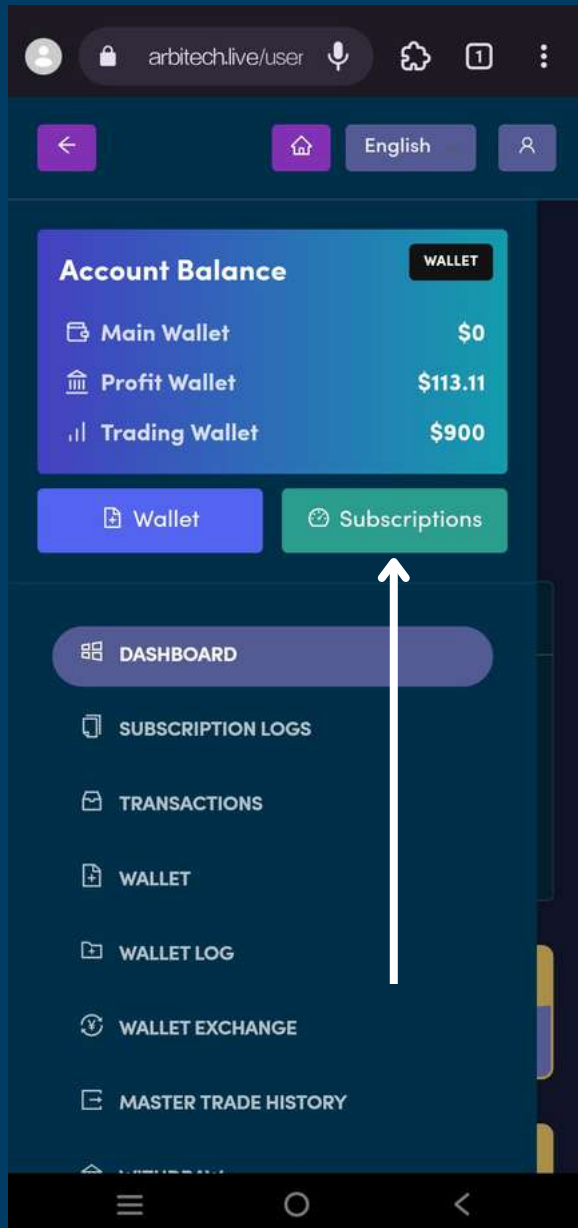 arbitech.live/user
1
English
Account Balance
WALLET
Main Wallet $0
Profit Wallet $113.11
Trading Wallet $900
Wallet
Subscriptions
DASHBOARD
SUBSCRIPTION LOGS
TRANSACTIONS
WALLET
WALLET LOG
WALLET EXCHANGE
MASTER TRADE HISTORY